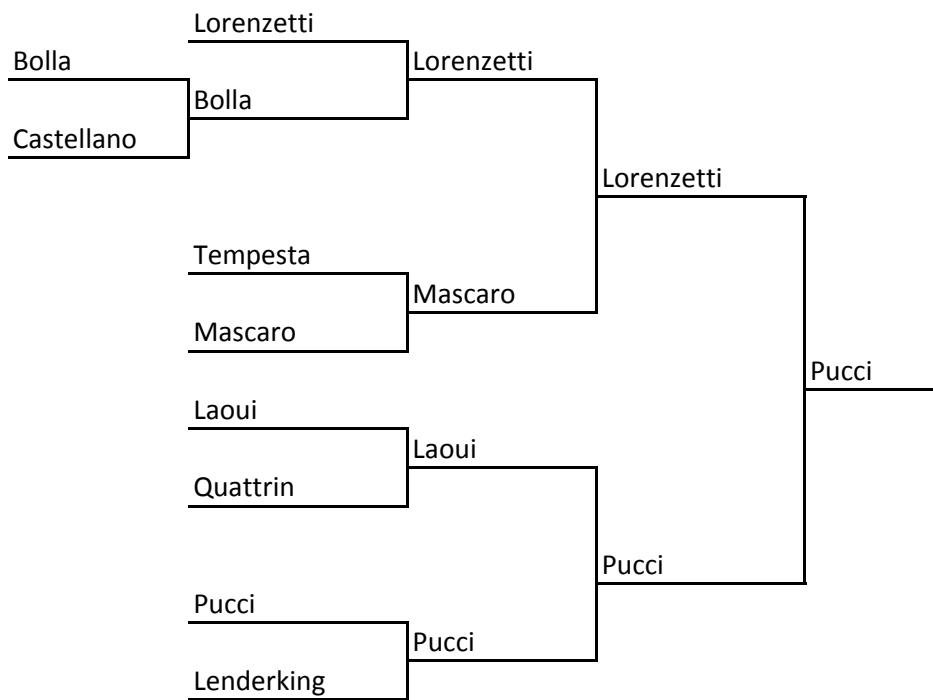 Lorenzetti
Bolla
Lorenzetti
Bolla
Castellano
Lorenzetti
Tempesta
Mascaro
Mascaro
Pucci
Laoui
Laoui
Quattrin
Pucci
Pucci
Pucci
Lenderking